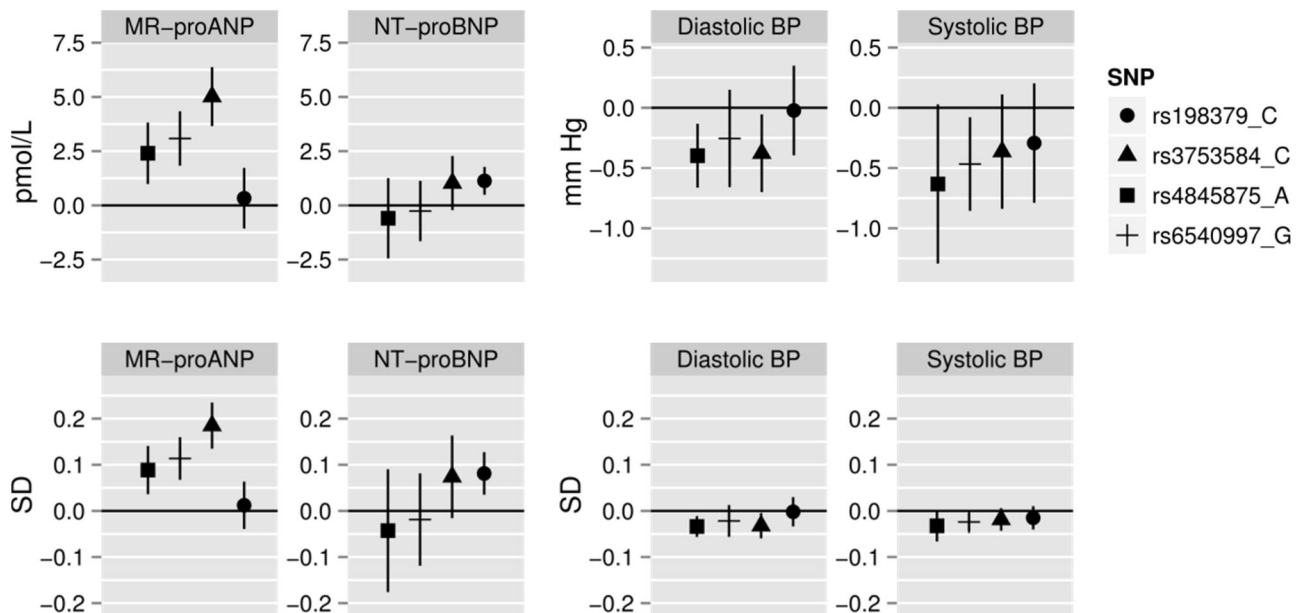 MR−proANP
NT−proBNP
7.5
5.0
2.5
0.0
−2.5
pmol/L
7.5
5.0
2.5
0.0
−2.5
Diastolic BP
Systolic BP
0.5
0.0
−0.5
−1.0
mm Hg
0.5
0.0
−0.5
−1.0
SNP
rs198379_C
rs3753584_C
rs4845875_A
rs6540997_G
MR−proANP
NT−proBNP
0.2
0.1
0.0
−0.1
−0.2
SD
0.2
0.1
0.0
−0.1
−0.2
Diastolic BP
Systolic BP
0.2
0.1
0.0
−0.1
−0.2
SD
0.2
0.1
0.0
−0.1
−0.2